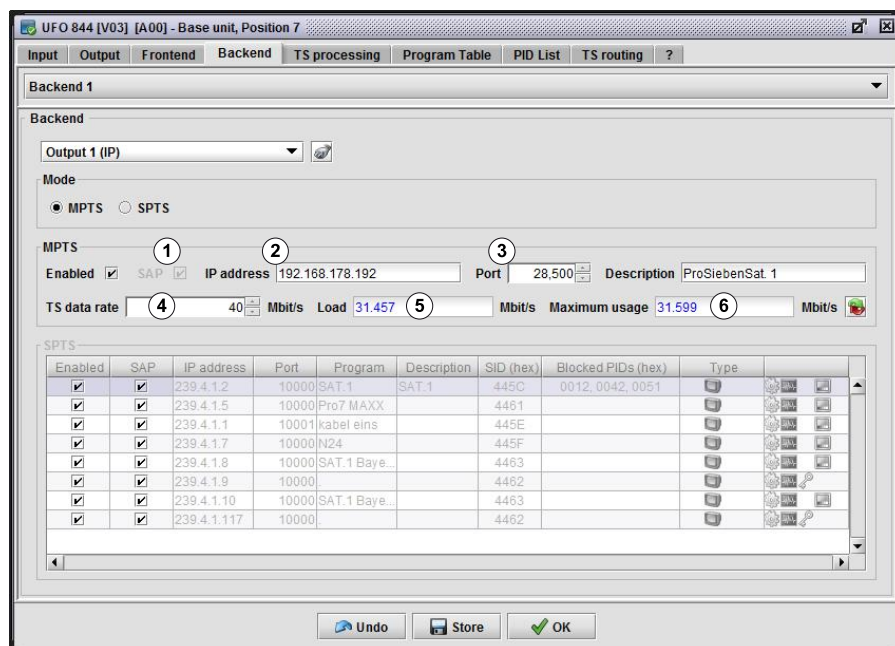 UFO 844 [V03] [A00] - Base unit, Position 7
Input Output Frontend Backend TS processing Program Table PID List TS routing ?
Backend 1
Backend
Output 1 (IP)
Mode
MPTS SPTS
MPTS
1 2 3
Enabled SAP IP address 192.168.178.192 Port 28,500 Description ProSiebenSat. 1
TS data rate 4 40 Mbit/s Load 31.457 5 Mbit/s Maximum usage 31.599 6 Mbit/s
SPTS
Enabled SAP IP address Port Program Description SID (hex) Blocked PIDs (hex) Type
239.4.1.2 10000 SAT.1 SAT.1 445C 0012, 0042, 0051
239.4.1.5 10000 Pro7 MAXX 4461
239.4.1.1 10001 kabel eins 445E
239.4.1.7 10000 N24 445F
239.4.1.8 10000 SAT.1 Baye... 4463
239.4.1.9 10000 . 4462
239.4.1.10 10000 SAT.1 Baye... 4463
239.4.1.117 10000 . 4462
Undo Store OK